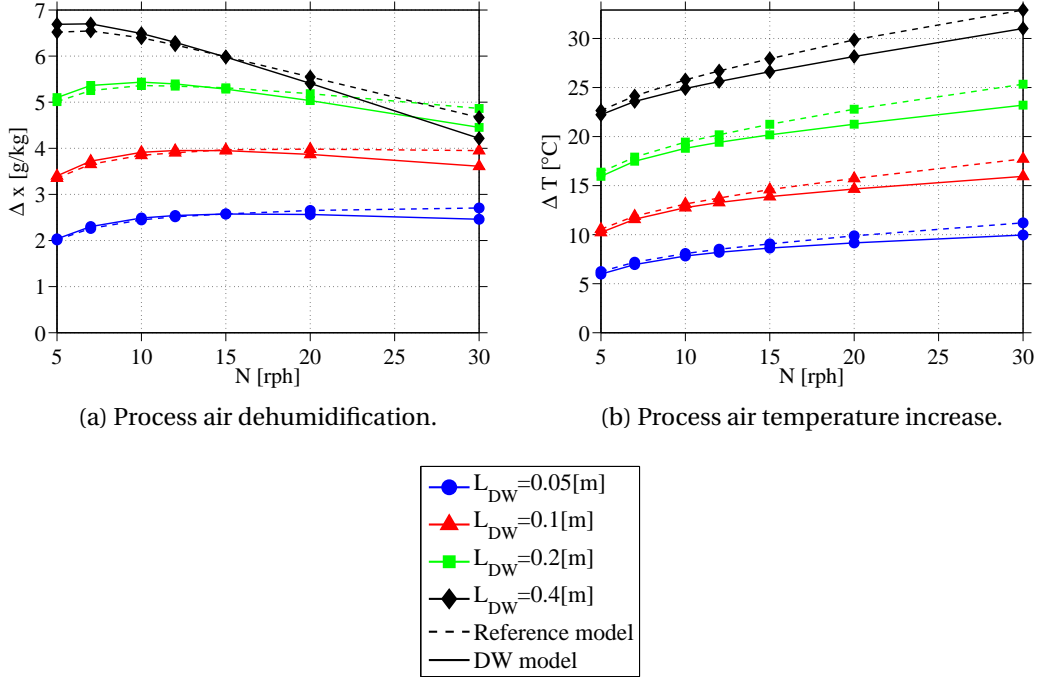 7
6
5
4
3
2
1
0
Δ x [g/kg]
5 10 15 20 25 30
N [rph]
(a) Process air dehumidification.
30
25
20
15
10
5
0
Δ T [°C]
5 10 15 20 25 30
N [rph]
(b) Process air temperature increase.
L_DW=0.05[m]
L_DW=0.1[m]
L_DW=0.2[m]
L_DW=0.4[m]
Reference model
DW model